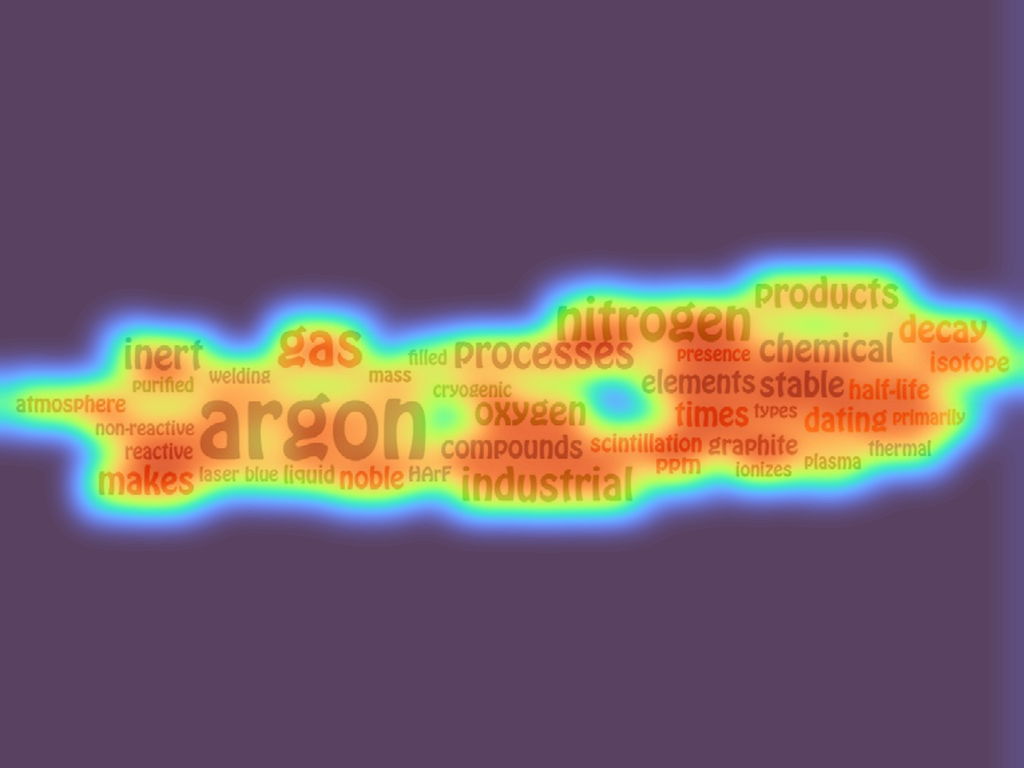 products
nitrogen
decay
inert
gas
filled
processes
presence
chemical
isotope
purified
welding
mass
cryogenic
elements
stable
half-life
atmosphere
argon
oxygen
times
types
dating
primarily
non-reactive
reactive
compounds
scintillation
graphite
thermal
makes
laser
blue
liquid
noble
HArF
industrial
ppm
ionizes
plasma